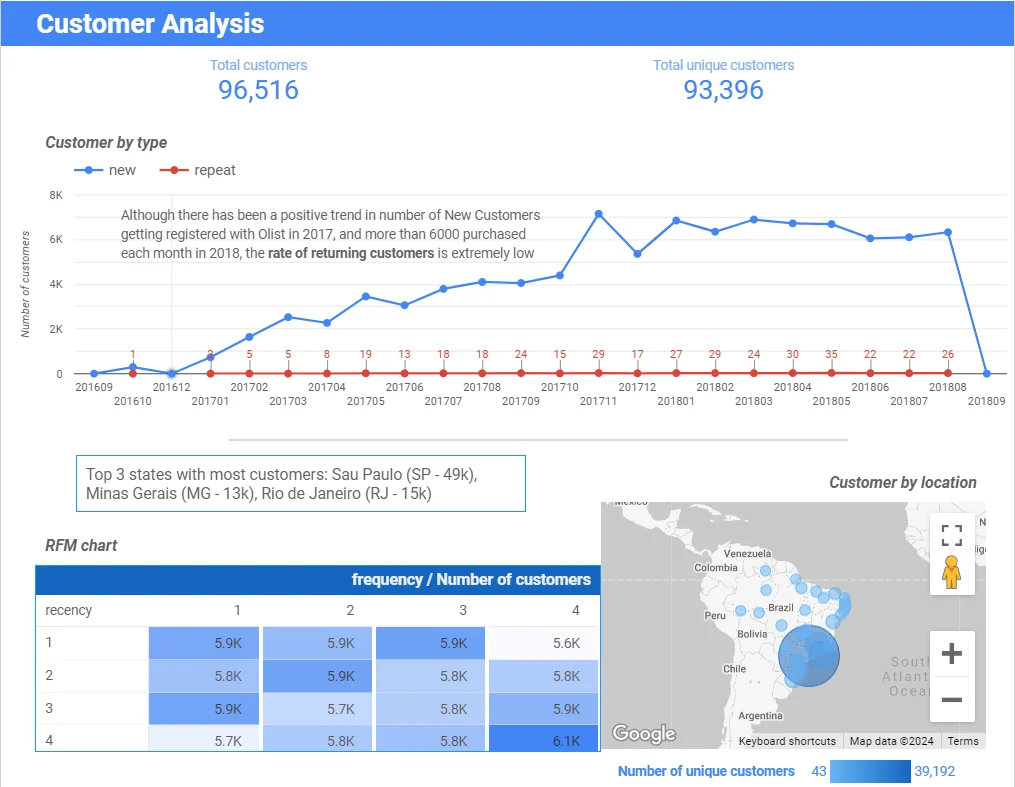 Customer Analysis
Total customers
96,516
Total unique customers
93,396
Customer by type
new repeat
Number of customers
8K
6K
4K
2K
0
Although there has been a positive trend in number of New Customers
getting registered with Olist in 2017, and more than 6000 purchased
each month in 2018, the rate of returning customers is extremely low
1 5 5 8 19 13 18 18 24 15 29 17 27 29 24 30 35 22 22 26
201609 201612 201702 201704 201706 201708 201710 201712 201802 201804 201806 201808
201610 201701 201703 201705 201707 201709 201711 201801 201803 201805 201807 201809
Top 3 states with most customers: Sau Paulo (SP - 49k),
Minas Gerais (MG - 13k), Rio de Janeiro (RJ - 15k)
RFM chart
frequency / Number of customers
recency 1 2 3 4
1 5.9K 5.9K 5.9K 5.6K
2 5.8K 5.9K 5.8K 5.8K
3 5.9K 5.7K 5.8K 5.9K
4 5.7K 5.8K 5.8K 6.1K
Customer by location
Mexico
Venezuela
Colombia
Peru
Brazil
Bolivia
Chile
Argentina
South
Atlant
Ocea
Google
Keyboard shortcuts Map data ©2024 Terms
Number of unique customers 43 39,192